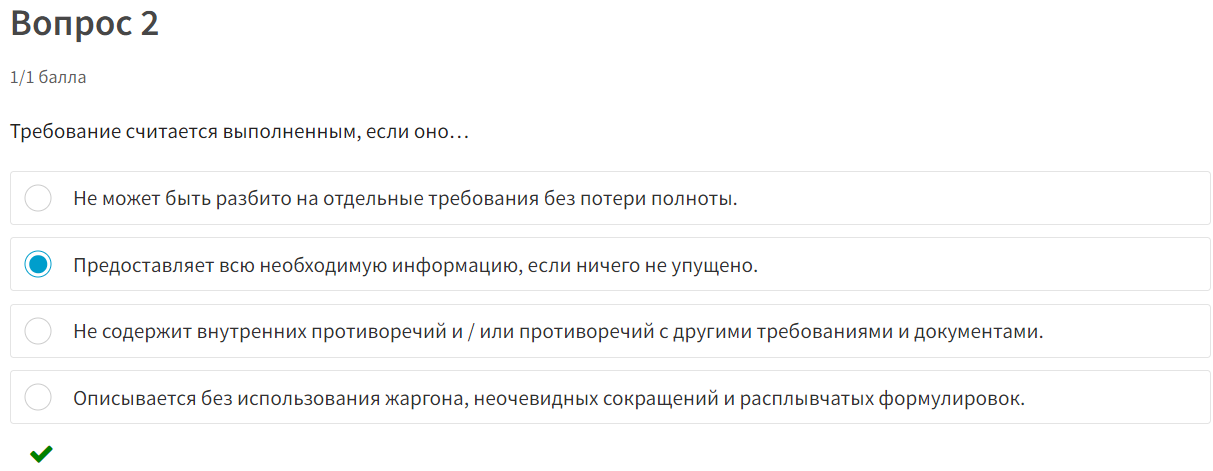 Вопрос 2
1/1 балла
Требование считается выполненным, если оно…
Не может быть разбито на отдельные требования без потери полноты.
Предоставляет всю необходимую информацию, если ничего не упущено.
Не содержит внутренних противоречий и / или противоречий с другими требованиями и документами.
Описывается без использования жаргона, неочевидных сокращений и расплывчатых формулировок.